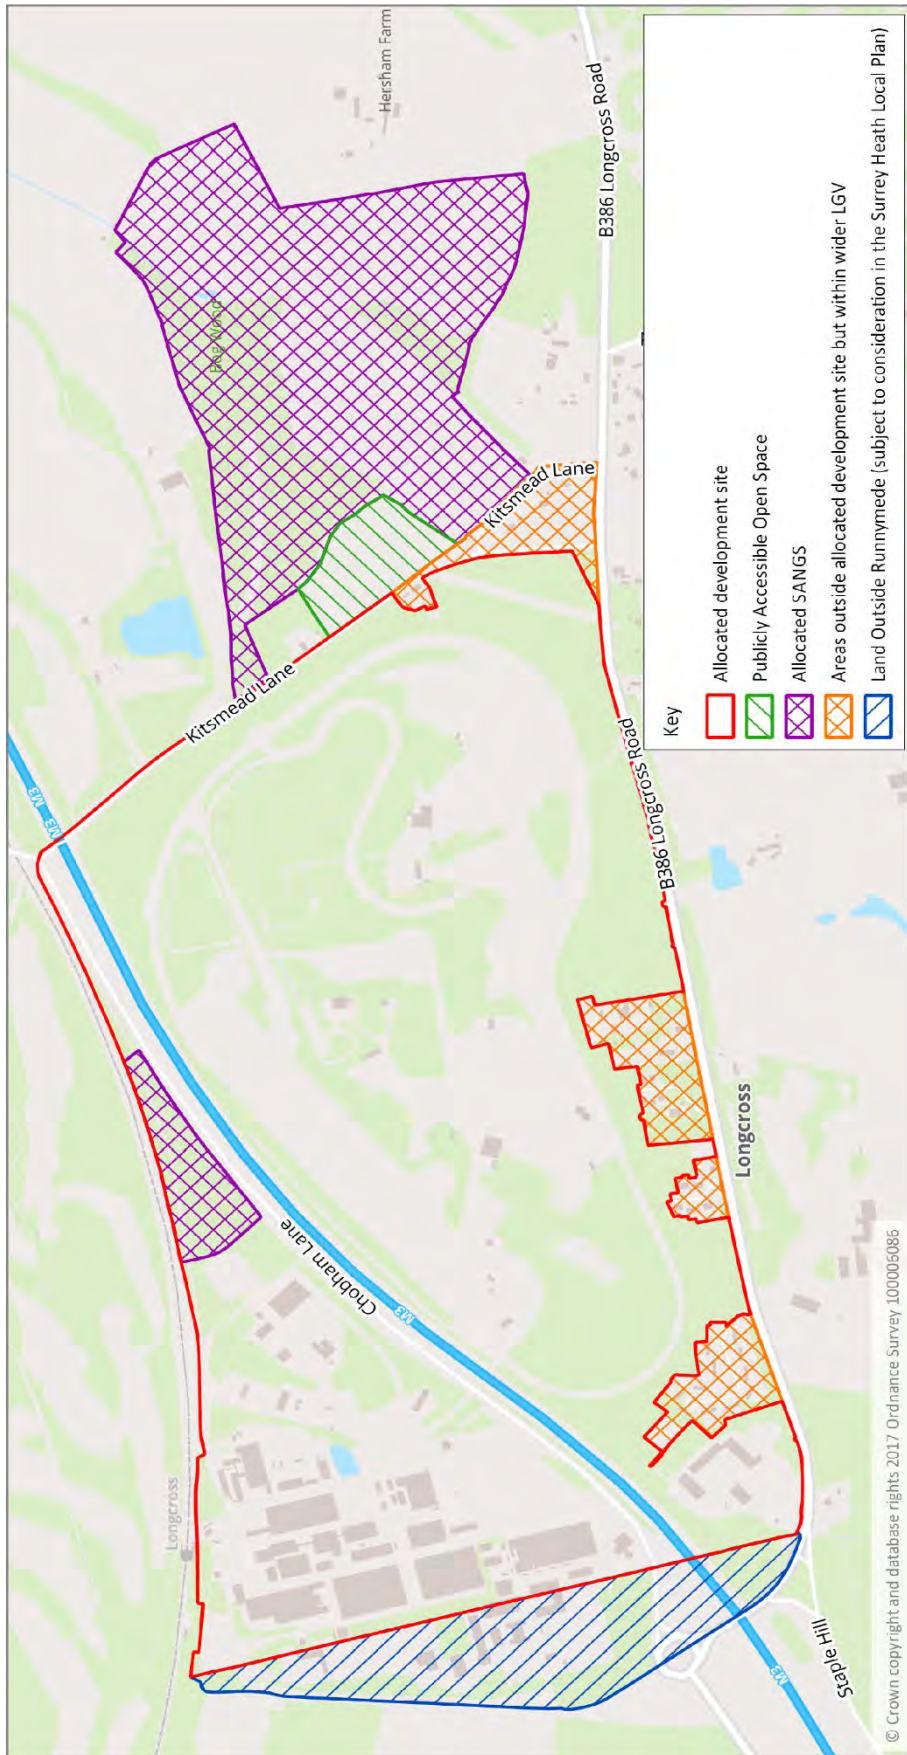 Hersham Farm
B386 Longcross Road
Kitsmead Lane
Kitsmead Lane
M3
M3
Chobham Lane
M3
Longcross
B386 Longcross Road
Longcross
M3
Staple Hill
Key
Allocated development site
Publicly Accessible Open Space
Allocated SANGS
Areas outside allocated development site but within wider LGV
Land Outside Runnymede (subject to consideration in the Surrey Heath Local Plan)
© Crown copyright and database rights 2017 Ordnance Survey 100006086